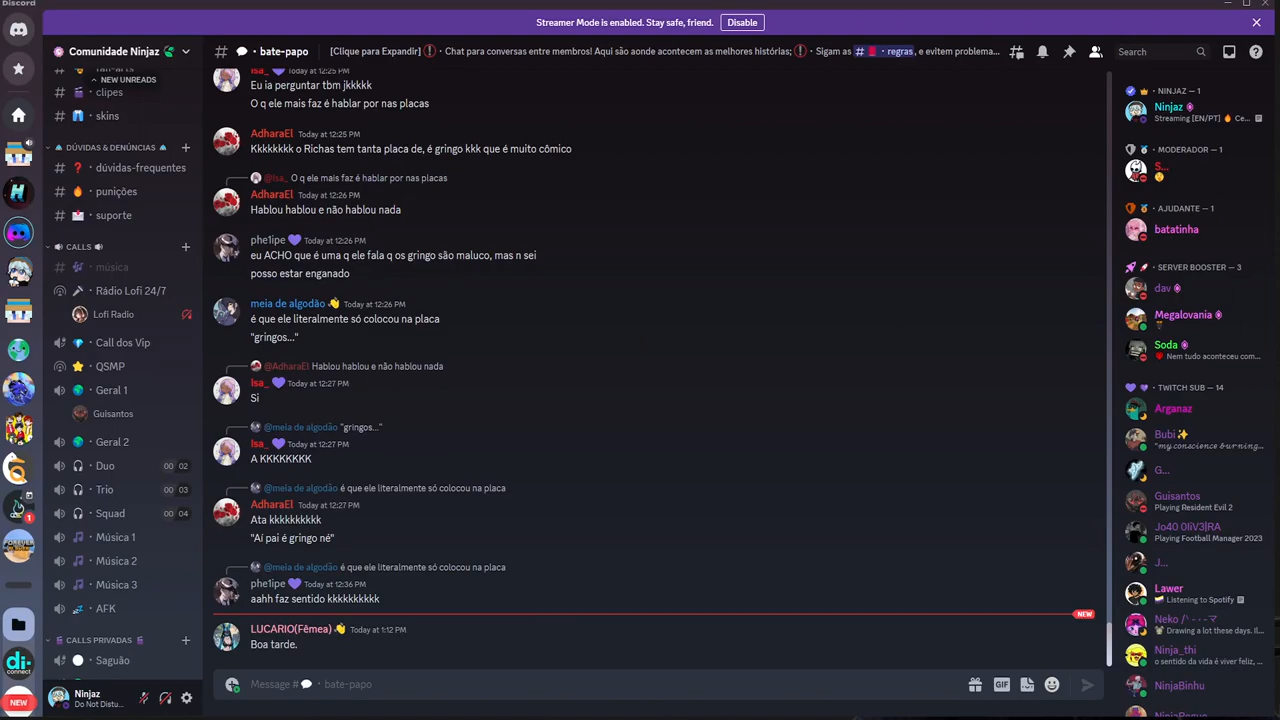 Discord
Streamer Mode is enabled. Stay safe, friend.
Disable
Comunidade Ninjaz
NEW UNREADS
clipes
skins
DÚVIDAS & DENÚNCIAS
dúvidas-frequentes
punições
suporte
CALLS
música
Rádio Lofi 24/7
Lofi Radio
Call dos Vip
QSMP
Geral 1
Guisantos
Geral 2
Duo 00 02
Trio 00 03
Squad 00 04
Música 1
Música 2
Música 3
AFK
CALLS PRIVADAS
Saguão
1
di-
connect
NEW
Ninjaz
Do Not Distu...
# bate-papo
[Clique para Expandir] Chat para conversas entre membros! Aqui são aonde acontecem as melhores histórias; Sigam as # regras, e evitem problema...
Search
Isa_ Today at 12:25 PM
Eu ia perguntar tbm jkkkkk
O q ele mais faz é hablar por nas placas
AdharaEl Today at 12:25 PM
Kkkkkkkk o Richas tem tanta placa de, é gringo kkk que é muito cômico
@Isa_ O q ele mais faz é hablar por nas placas
AdharaEl Today at 12:26 PM
Hablou hablou e não hablou nada
phe1ipe Today at 12:26 PM
eu ACHO que é uma q ele fala q os gringo são maluco, mas n sei
posso estar enganado
meia de algodão Today at 12:26 PM
é que ele literalmente só colocou na placa
"gringos..."
@AdharaEl Hablou hablou e não hablou nada
Isa_ Today at 12:27 PM
Si
@meia de algodão "gringos..."
Isa_ Today at 12:27 PM
A KKKKKKKK
@meia de algodão é que ele literalmente só colocou na placa
AdharaEl Today at 12:27 PM
Ata kkkkkkkkkk
"Aí pai é gringo né"
@meia de algodão é que ele literalmente só colocou na placa
phe1ipe Today at 12:36 PM
aahh faz sentido kkkkkkkkkk
NEW
LUCARIO(Fêmea) Today at 1:12 PM
Boa tarde.
Message # bate-papo
GIF
NINJAZ — 1
Ninjaz
Streaming [EN/PT] Ce...
MODERADOR — 1
S...
AJUDANTE — 1
batatinha
SERVER BOOSTER — 3
dav
Megalovania
Soda
Nem tudo aconteceu com...
TWITCH SUB — 14
Arganaz
Bubi
"my conscience burning...
G...
Guisantos
Playing Resident Evil 2
Jo40 0liV3|RA
Playing Football Manager 2023
J...
Lawer
Listening to Spotify
Neko
Drawing a lot these days. Il...
Ninja_thi
o sentido da vida é viver feliz, ...
NinjaBinhu